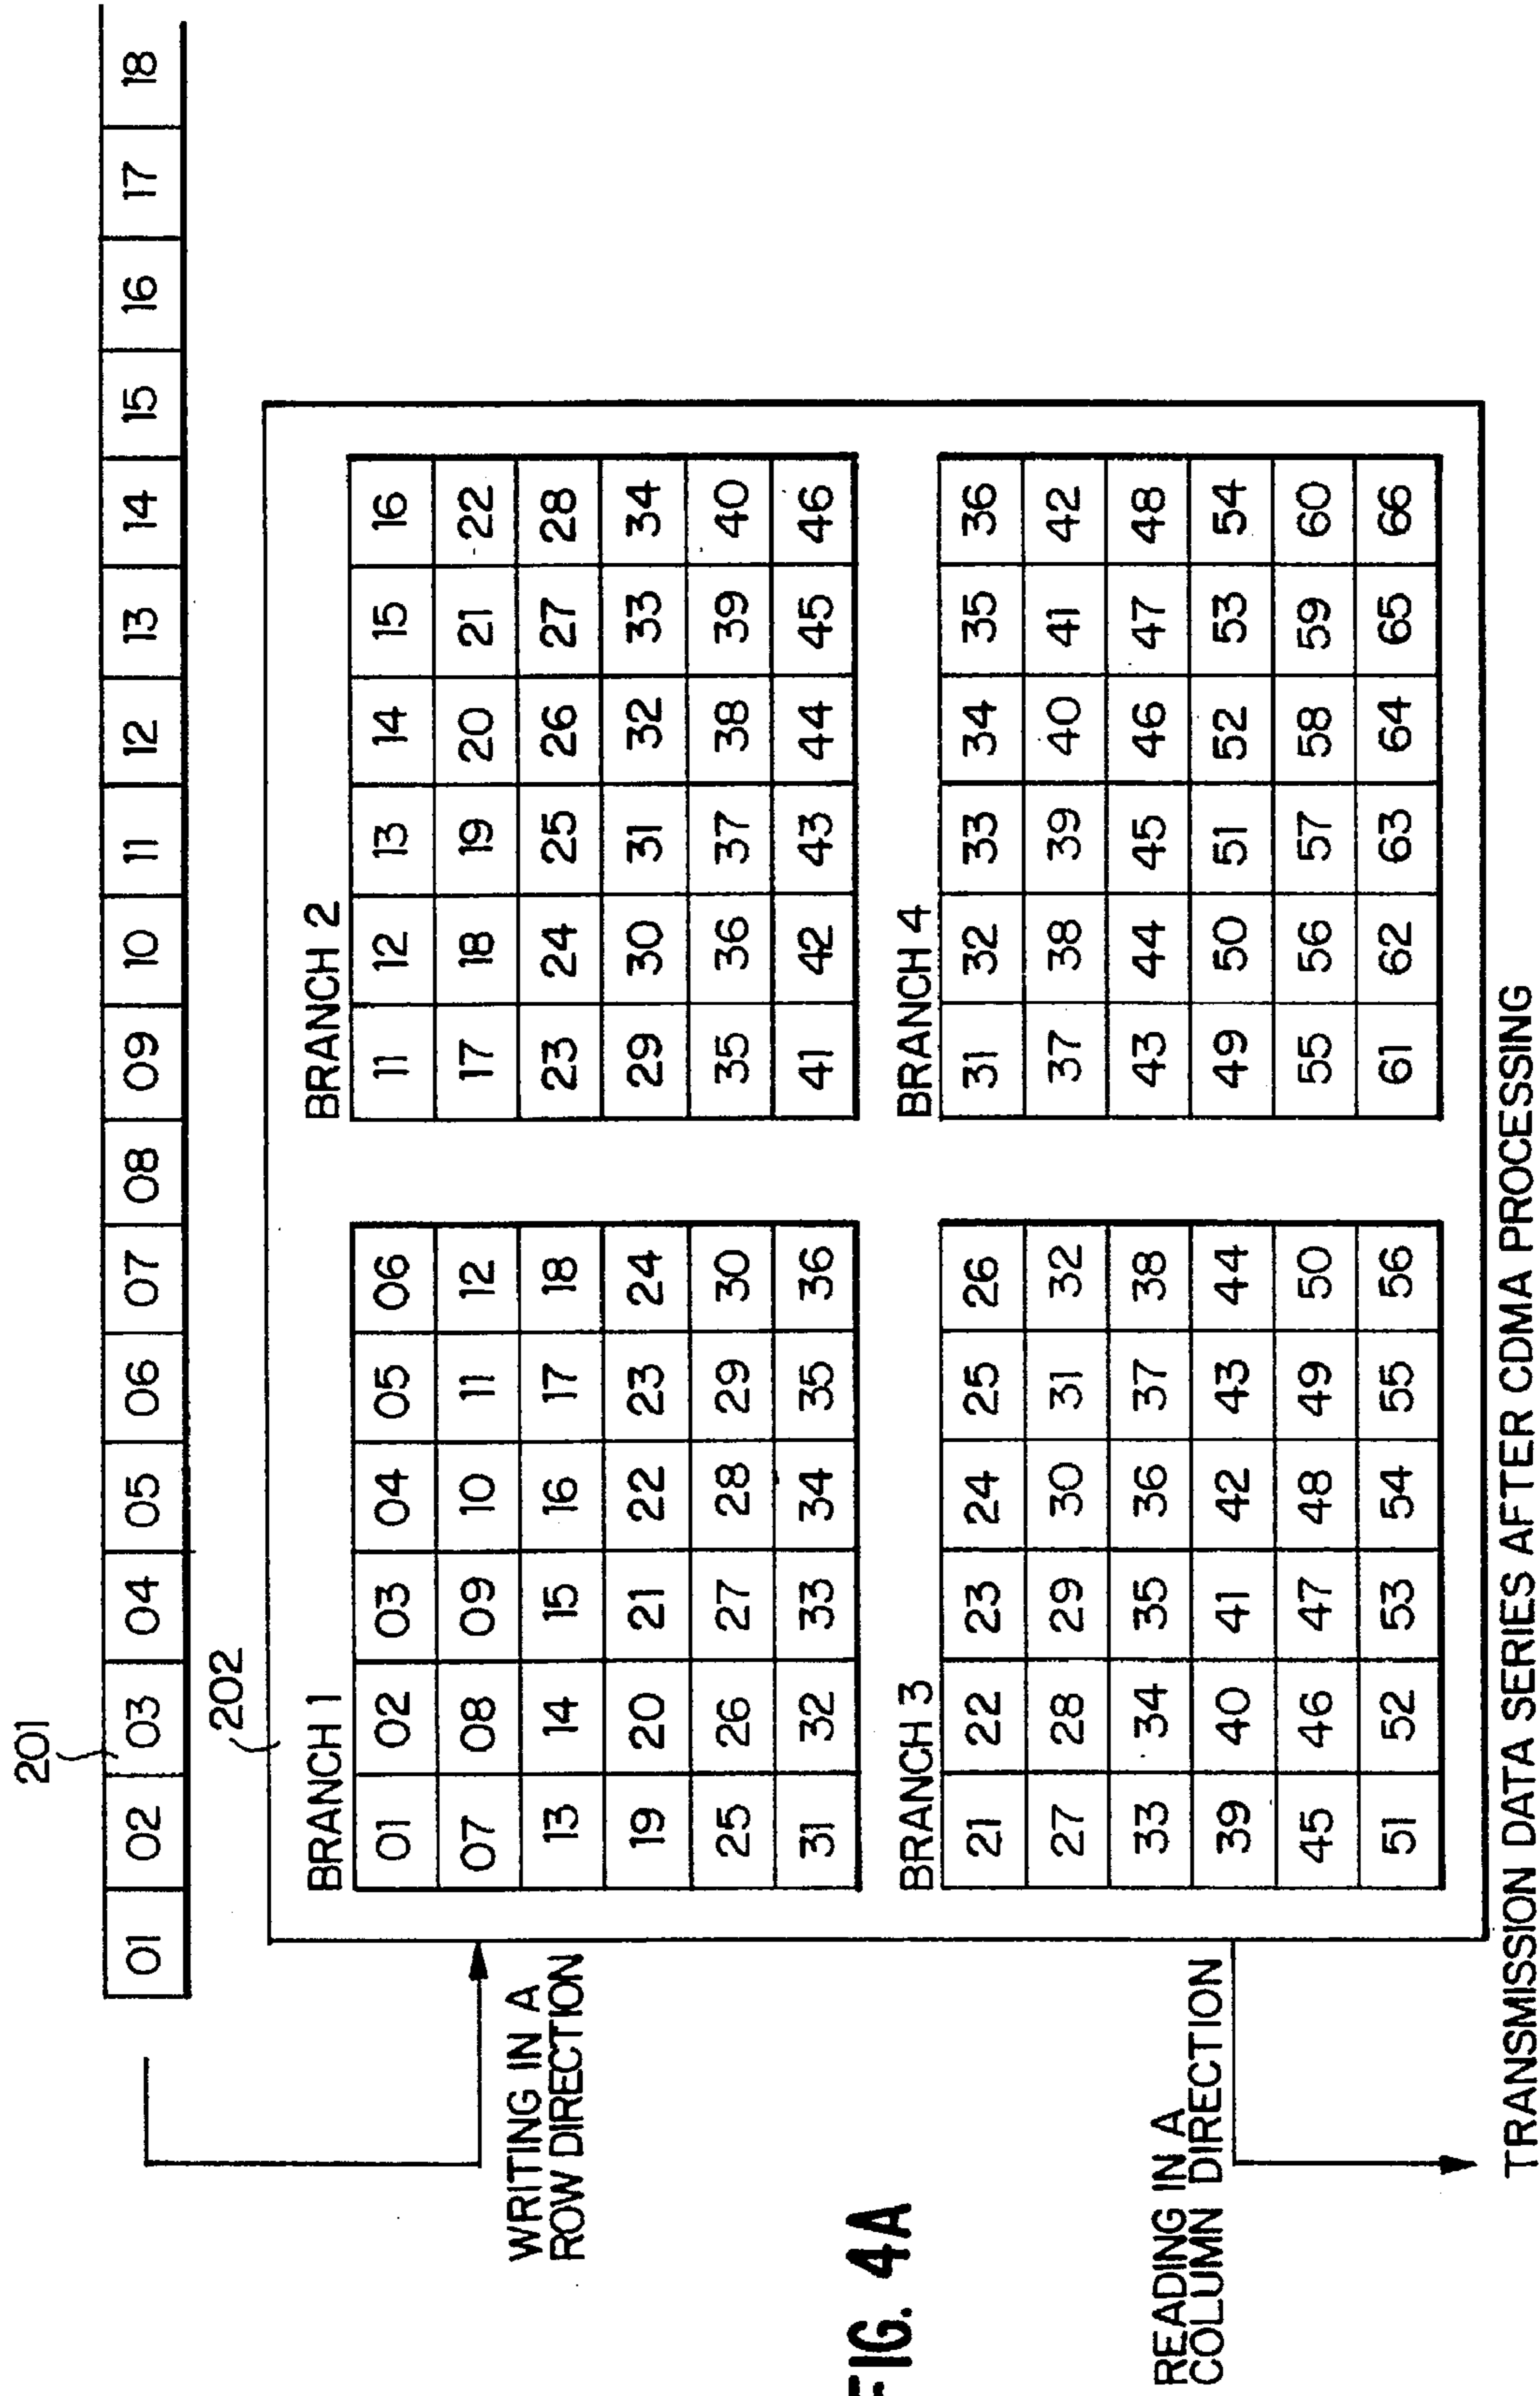 201
01 02 03 04 05 06 07 08 09 10 11 12 13 14 15 16 17 18
202
WRITING IN A
ROW DIRECTION
BRANCH 1
01 02 03 04 05 06
07 08 09 10 11 12
13 14 15 16 17 18
19 20 21 22 23 24
25 26 27 28 29 30
31 32 33 34 35 36
BRANCH 2
11 12 13 14 15 16
17 18 19 20 21 22
23 24 25 26 27 28
29 30 31 32 33 34
35 36 37 38 39 40
41 42 43 44 45 46
BRANCH 3
21 22 23 24 25 26
27 28 29 30 31 32
33 34 35 36 37 38
39 40 41 42 43 44
45 46 47 48 49 50
51 52 53 54 55 56
BRANCH 4
31 32 33 34 35 36
37 38 39 40 41 42
43 44 45 46 47 48
49 50 51 52 53 54
55 56 57 58 59 60
61 62 63 64 65 66
FIG. 4A
READING IN A
COLUMN DIRECTION
TRANSMISSION DATA SERIES AFTER CDMA PROCESSING